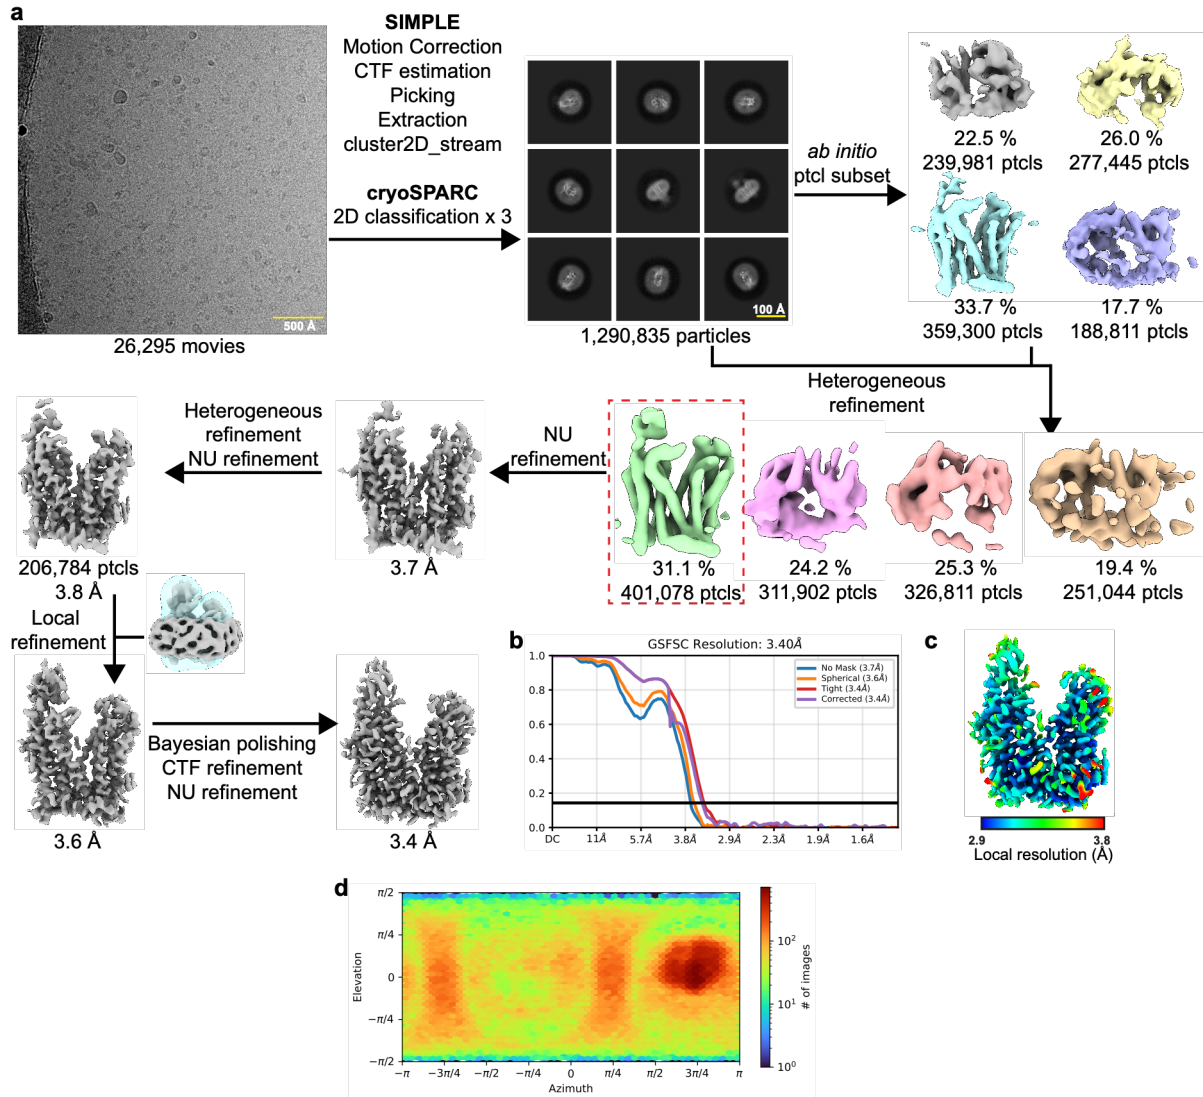 a
SIMPLE
Motion Correction
CTF estimation
Picking
Extraction
cluster2D_stream
cryoSPARC
2D classification x 3
500 Å
26,295 movies
100 Å
1,290,835 particles
ab initio
ptcl subset
22.5 %
239,981 ptcls
26.0 %
277,445 ptcls
33.7 %
359,300 ptcls
17.7 %
188,811 ptcls
Heterogeneous
refinement
31.1 %
401,078 ptcls
24.2 %
311,902 ptcls
25.3 %
326,811 ptcls
19.4 %
251,044 ptcls
NU
refinement
3.7 Å
Heterogeneous
refinement
NU refinement
206,784 ptcls
3.8 Å
Local
refinement
3.6 Å
Bayesian polishing
CTF refinement
NU refinement
3.4 Å
b
GSFSC Resolution: 3.40Å
No Mask (3.7Å)
Spherical (3.6Å)
Tight (3.4Å)
Corrected (3.4Å)
1.0
0.8
0.6
0.4
0.2
0.0
DC 11Å 5.7Å 3.8Å 2.9Å 2.3Å 1.9Å 1.6Å
c
2.9 3.8
Local resolution (Å)
d
Elevation
π/2
π/4
0
−π/4
−π/2
−π −3π/4 −π/2 −π/4 0 π/4 π/2 3π/4 π
Azimuth
10²
10¹
10⁰
# of images